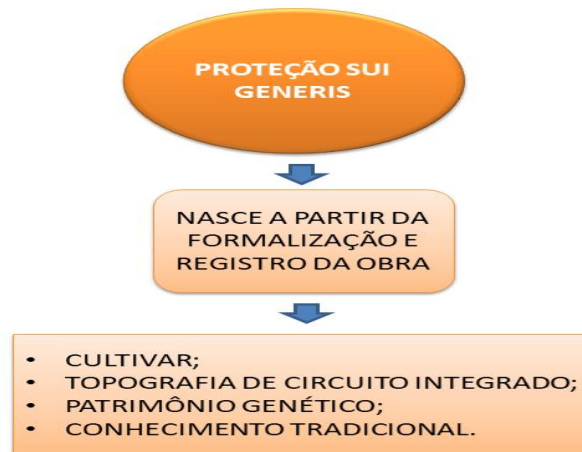 PROTEÇÃO SUI
GENERIS
NASCE A PARTIR DA
FORMALIZAÇÃO E
REGISTRO DA OBRA
• CULTIVAR;
• TOPOGRAFIA DE CIRCUITO INTEGRADO;
• PATRIMÔNIO GENÉTICO;
• CONHECIMENTO TRADICIONAL.